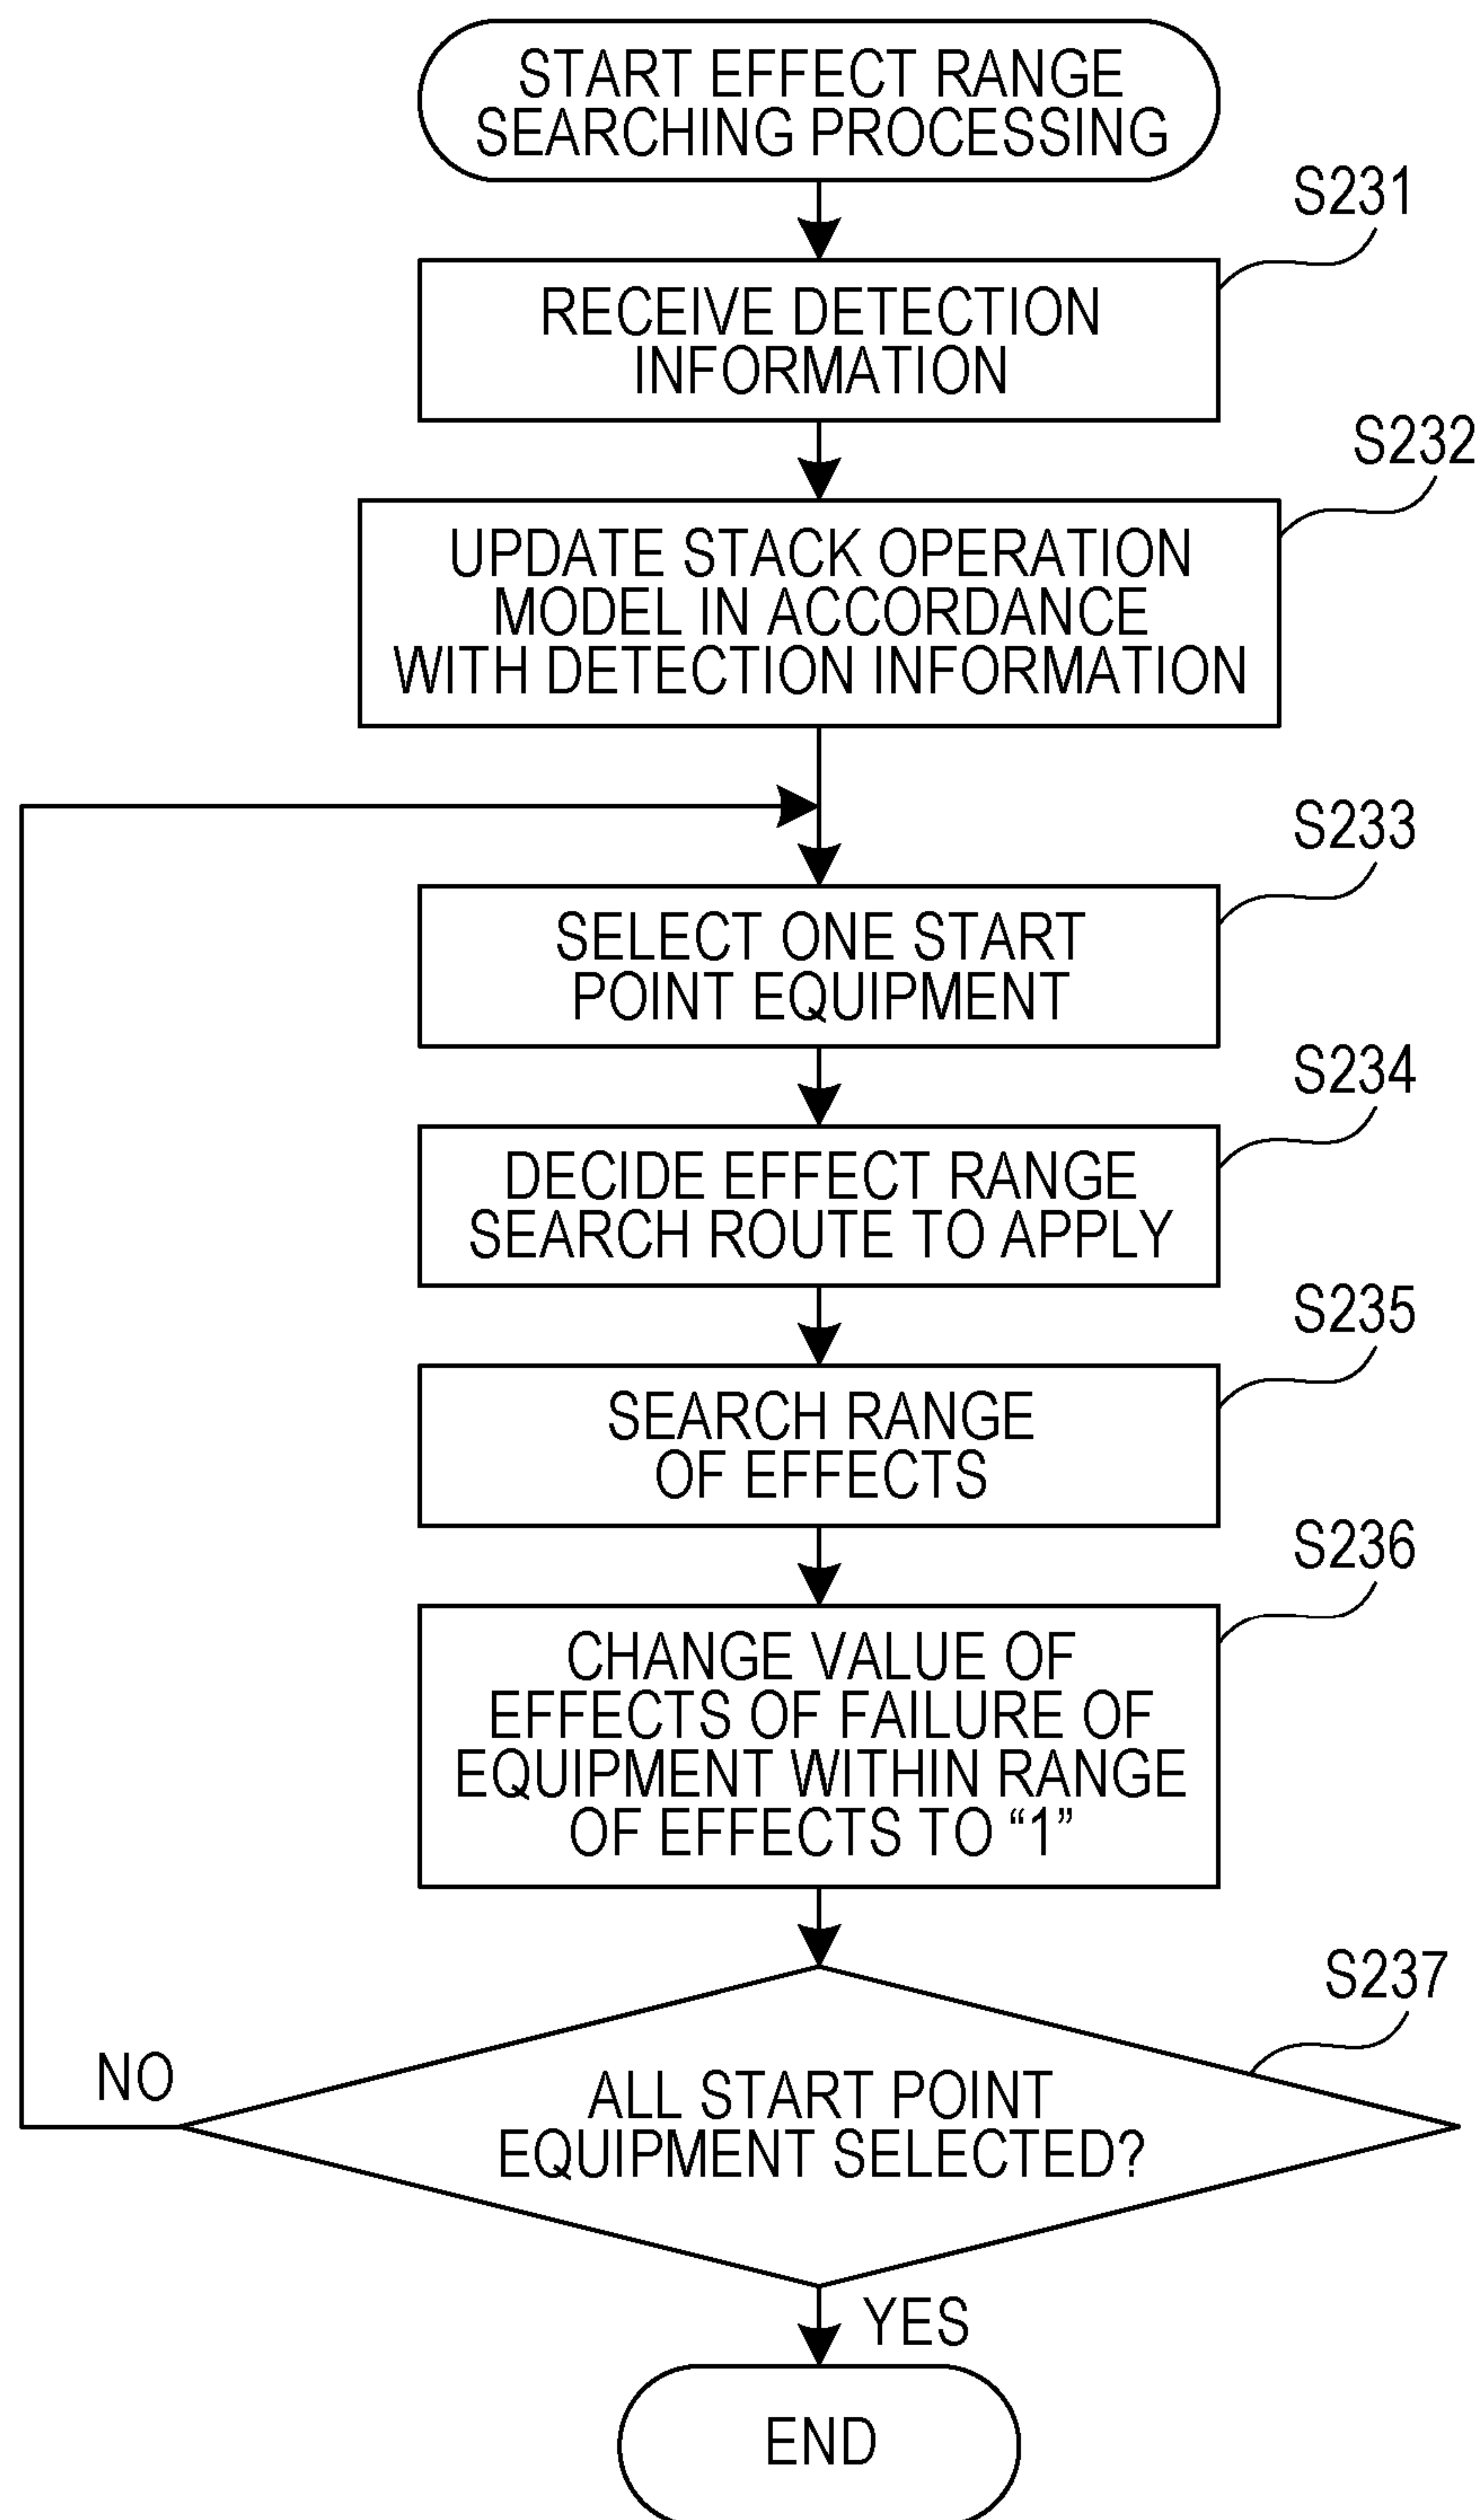 START EFFECT RANGE
SEARCHING PROCESSING
S231
RECEIVE DETECTION
INFORMATION
S232
UPDATE STACK OPERATION
MODEL IN ACCORDANCE
WITH DETECTION INFORMATION
S233
SELECT ONE START
POINT EQUIPMENT
S234
DECIDE EFFECT RANGE
SEARCH ROUTE TO APPLY
S235
SEARCH RANGE
OF EFFECTS
S236
CHANGE VALUE OF
EFFECTS OF FAILURE OF
EQUIPMENT WITHIN RANGE
OF EFFECTS TO “1”
S237
NO
ALL START POINT
EQUIPMENT SELECTED?
YES
END